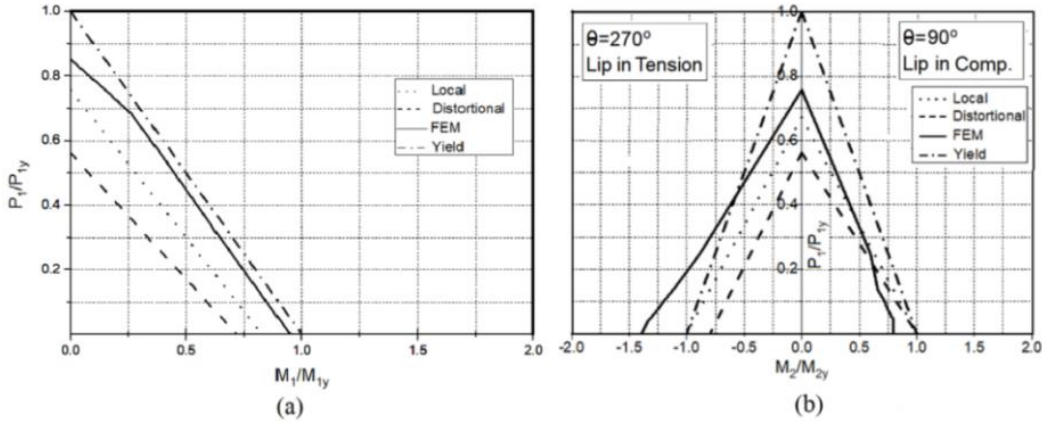 1.0
0.8
0.6
0.4
0.2
P₁/P₁y
Local
Distortional
FEM
Yield
0.0
0.5
1.0
1.5
2.0
M₁/M₁y
(a)
θ=270º
Lip in Tension
θ=90º
Lip in Comp.
Local
Distortional
FEM
Yield
1.0
0.8
0.6
0.4
0.2
P₁/P₁y
-2.0
-1.5
-1.0
-0.5
0.0
0.5
1.0
1.5
2.0
M₂/M₂y
(b)